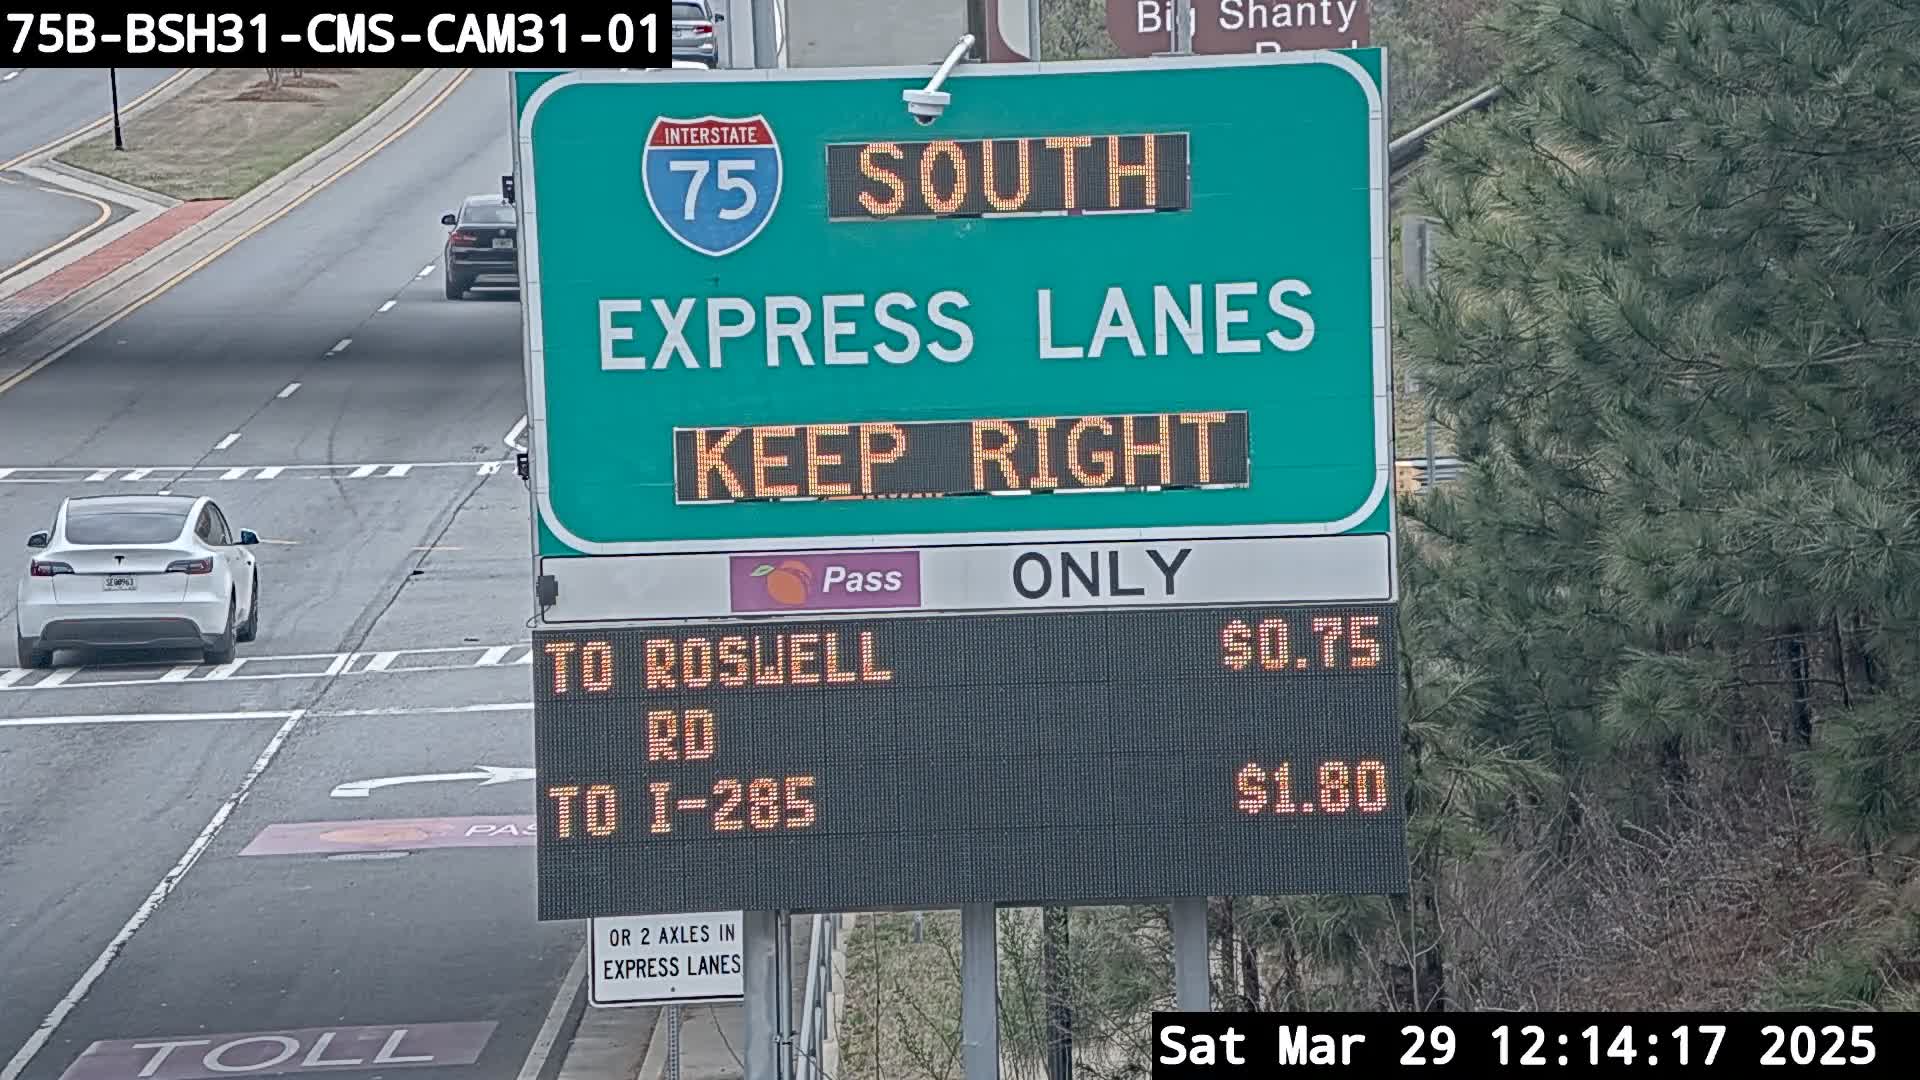 75B-BSH31-CMS-CAM31-01
Big Shanty
Road
INTERSTATE
75
SOUTH
EXPRESS LANES
KEEP RIGHT
Pass ONLY
TO ROSWELL $0.75
RD
TO I-285 $1.80
OR 2 AXLES IN
EXPRESS LANES
TOLL
Sat Mar 29 12:14:17 2025